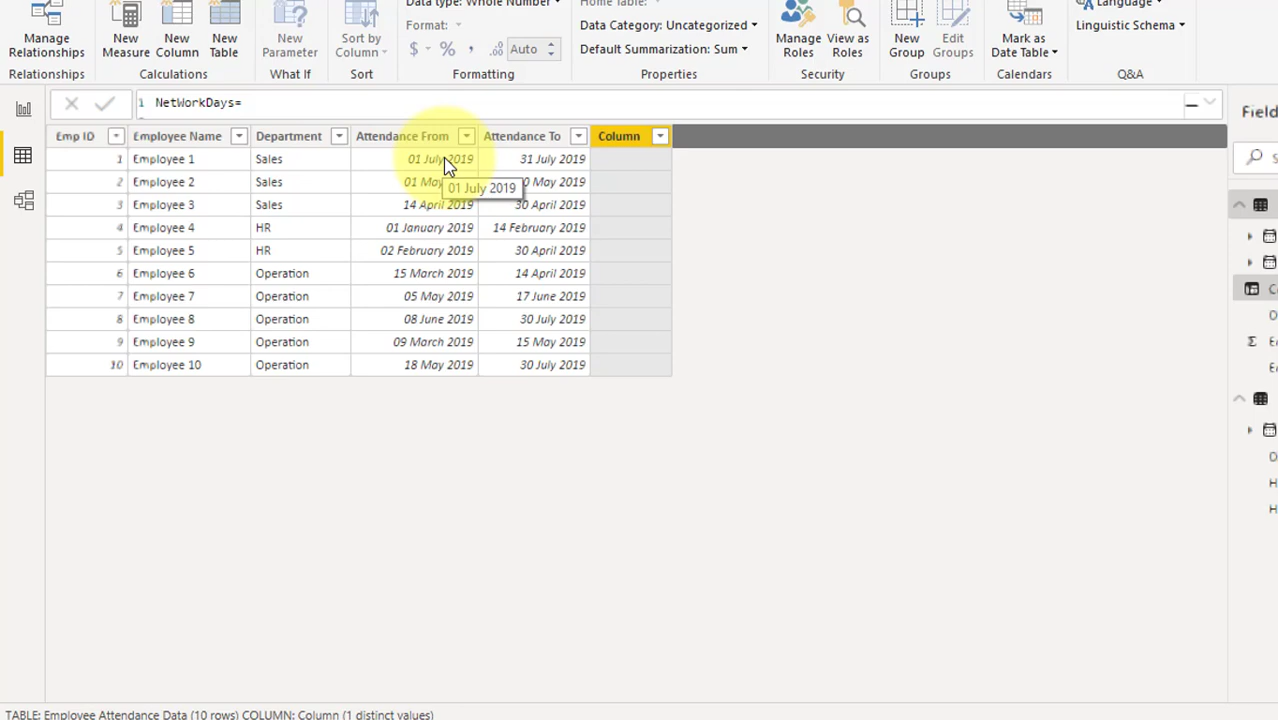 Data type: Whole Number
Home Table:
Language
Manage Relationships
New Measure
New Column
New Table
New Parameter
Sort by Column
Format:
$ % , .00 Auto
Data Category: Uncategorized
Default Summarization: Sum
Manage Roles
View as Roles
New Group
Edit Groups
Mark as Date Table
Linguistic Schema
Relationships Calculations What If Sort Formatting Properties Security Groups Calendars Q&A
1 NetWorkDays=
Field
Emp ID Employee Name Department Attendance From Attendance To Column
1 Employee 1 Sales 01 July 2019 31 July 2019
2 Employee 2 Sales 01 May 0 May 2019
01 July 2019
3 Employee 3 Sales 14 April 2019 30 April 2019
4 Employee 4 HR 01 January 2019 14 February 2019
5 Employee 5 HR 02 February 2019 30 April 2019
6 Employee 6 Operation 15 March 2019 14 April 2019
7 Employee 7 Operation 05 May 2019 17 June 2019
8 Employee 8 Operation 08 June 2019 30 July 2019
9 Employee 9 Operation 09 March 2019 15 May 2019
10 Employee 10 Operation 18 May 2019 30 July 2019
TABLE: Employee Attendance Data (10 rows) COLUMN: Column (1 distinct values)